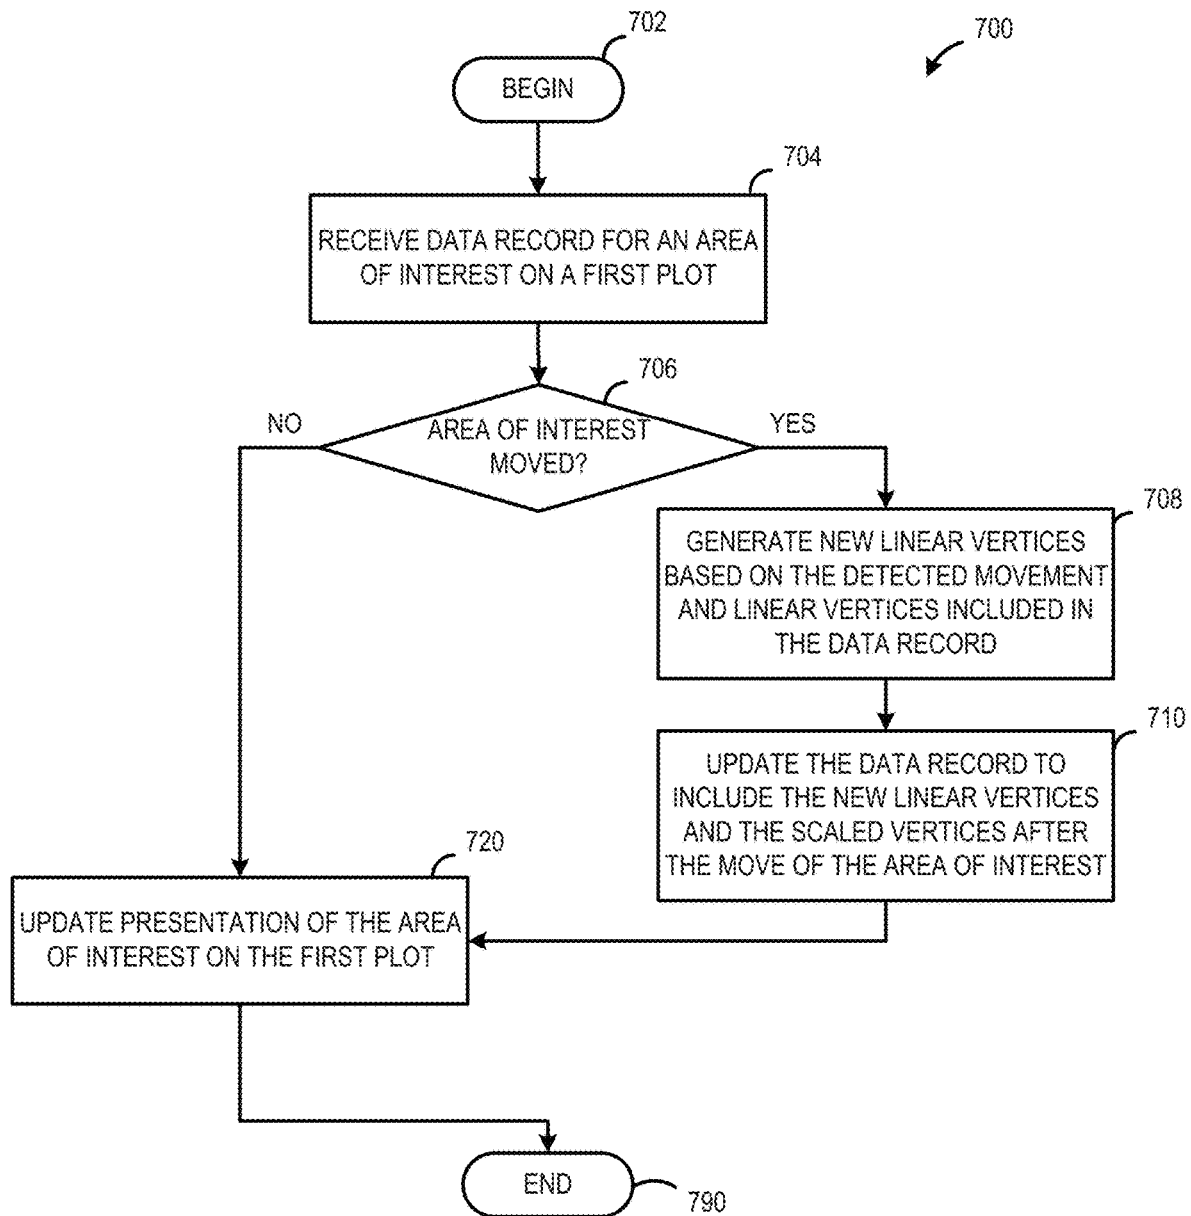 702
700
BEGIN
704
RECEIVE DATA RECORD FOR AN AREA
OF INTEREST ON A FIRST PLOT
706
NO
AREA OF INTEREST
MOVED?
YES
708
GENERATE NEW LINEAR VERTICES
BASED ON THE DETECTED MOVEMENT
AND LINEAR VERTICES INCLUDED IN
THE DATA RECORD
710
UPDATE THE DATA RECORD TO
INCLUDE THE NEW LINEAR VERTICES
AND THE SCALED VERTICES AFTER
THE MOVE OF THE AREA OF INTEREST
720
UPDATE PRESENTATION OF THE AREA
OF INTEREST ON THE FIRST PLOT
END
790